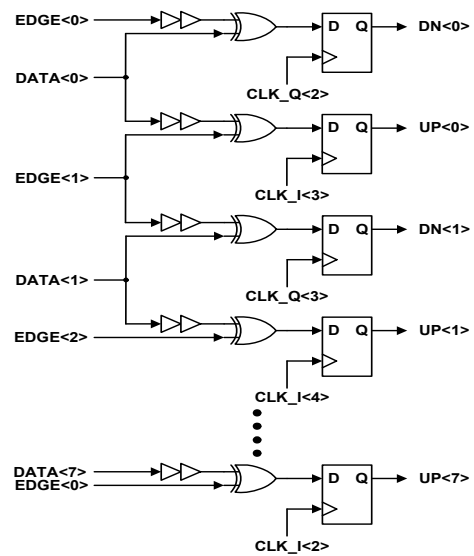 EDGE<0>
D Q
DN<0>
DATA<0>
CLK_Q<2>
D Q
UP<0>
EDGE<1>
CLK_I<3>
D Q
DN<1>
DATA<1>
CLK_Q<3>
EDGE<2>
D Q
UP<1>
CLK_I<4>
DATA<7>
EDGE<0>
D Q
UP<7>
CLK_I<2>